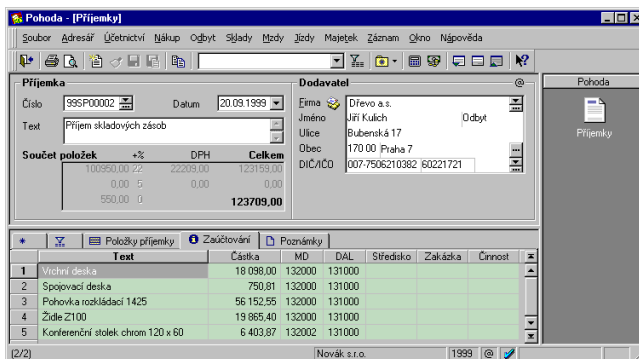 Pohoda - [Příjemky]
Soubor Adresář Účetnictví Nákup Odbyt Sklady Mzdy Jízdy Majetek Záznam Okno Nápověda
Příjemka
Číslo 99SP00002 Datum 20.09.1999
Text Příjem skladových zásob
Součet položek +% DPH Celkem
100950,00 22 22209,00 123159,00
0,00 5 0,00 0,00
550,00 0
123709,00
Dodavatel @
Firma Dřevo a.s.
Jméno Jiří Kulich Odbyt
Ulice Bubenská 17
Obec 170 00 Praha 7
DIČ/IČO 007-7506210382 60221721
Pohoda
Příjemky
* Položky příjemky Zaúčtování Poznámky
Text Částka MD DAL Středisko Zakázka Činnost
1 Vrchní deska 18 098,00 132000 131000
2 Spojovací deska 750,81 132000 131000
3 Pohovka rozkládací 1425 56 152,55 132000 131000
4 Židle Z100 19 865,40 132000 131000
5 Konferenční stolek chrom 120 x 60 6 403,87 132002 131000
(2/2) Novák s.r.o. 1999 @